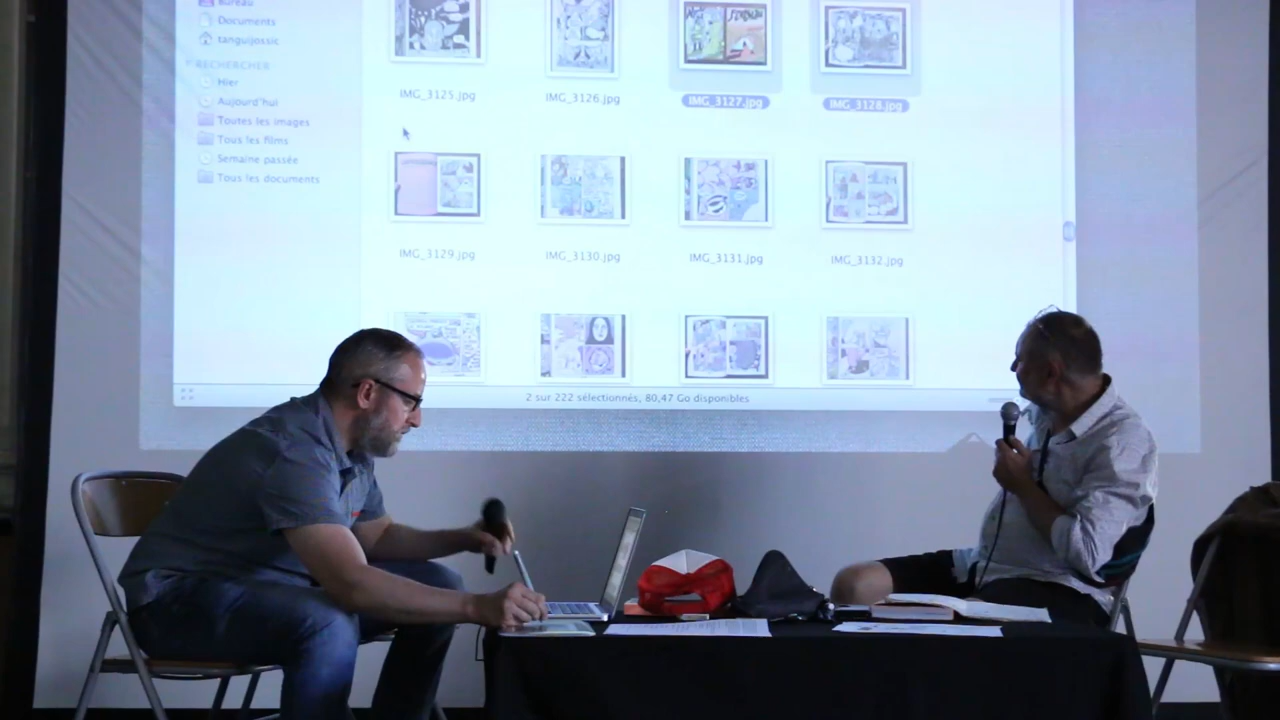 Bureau
Documents
tanguijossic
RECHERCHER
Hier
Aujourd'hui
Toutes les images
Tous les films
Semaine passée
Tous les documents
IMG_3125.jpg
IMG_3126.jpg
IMG_3127.jpg
IMG_3128.jpg
IMG_3129.jpg
IMG_3130.jpg
IMG_3131.jpg
IMG_3132.jpg
2 sur 222 sélectionnés, 80,47 Go disponibles